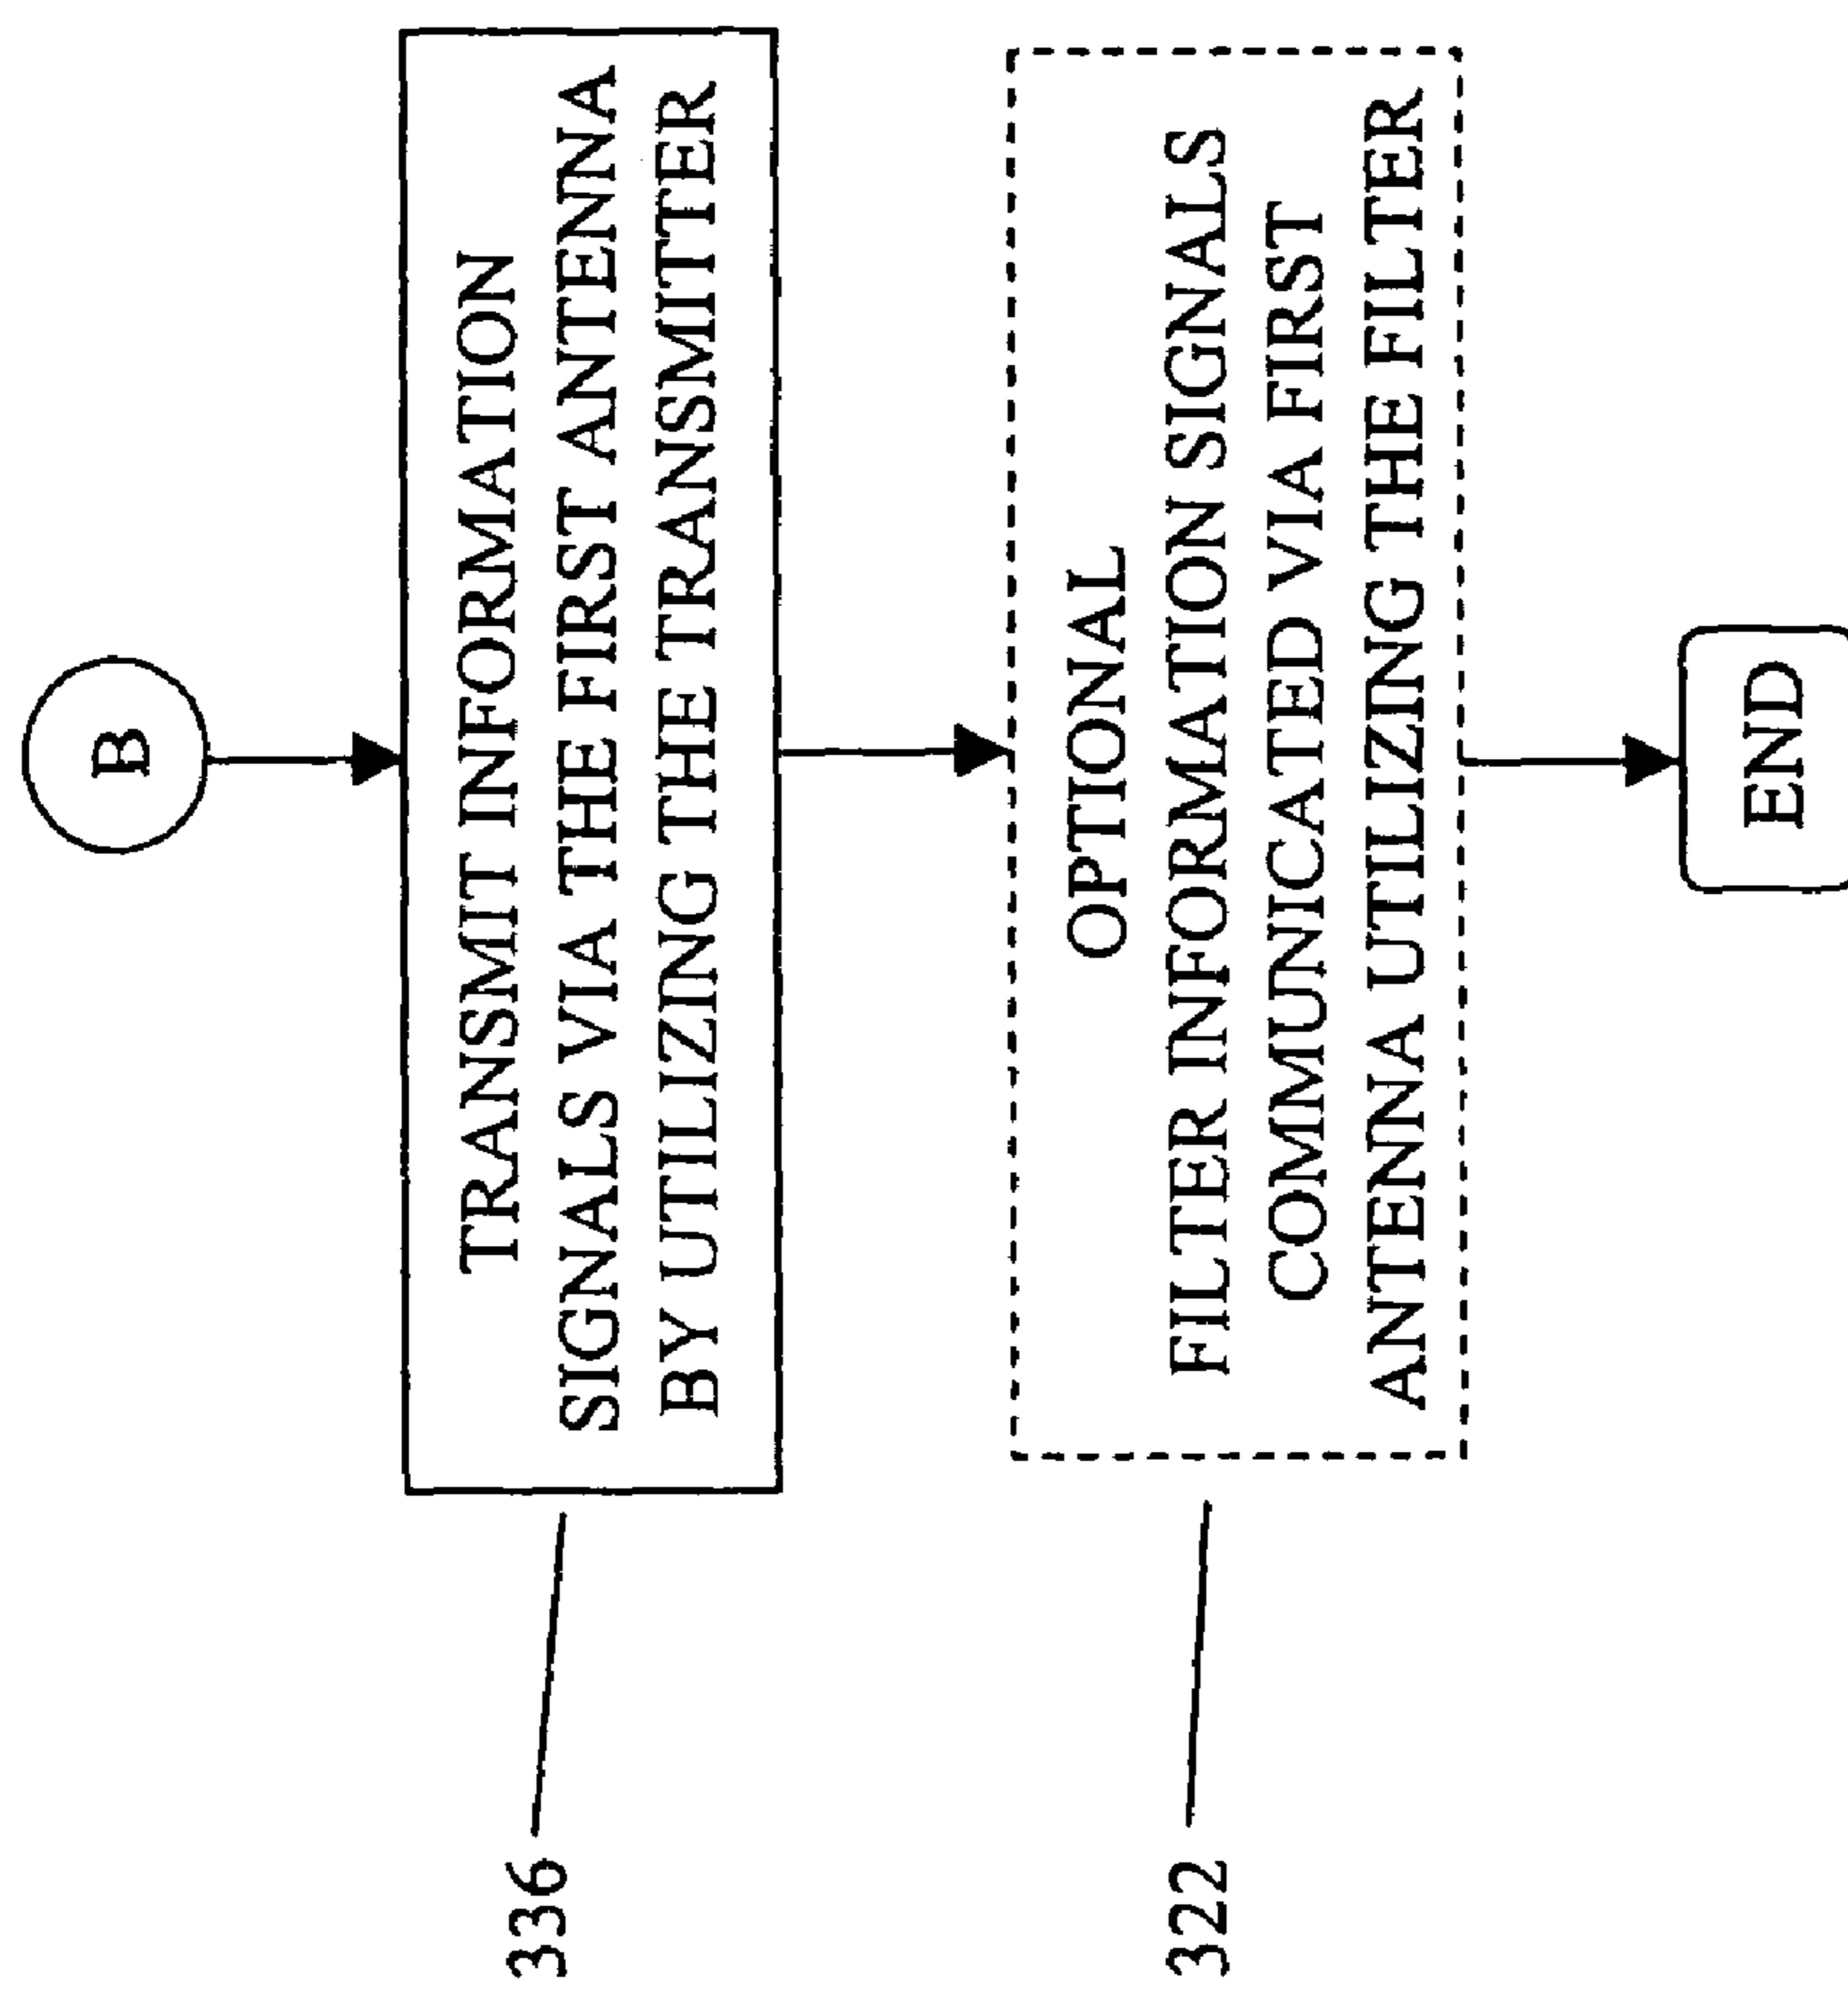 B
TRANSMIT INFORMATION
SIGNALS VIA THE FIRST ANTENNA
BY UTILIZING THE TRANSMITTER
336
OPTIONAL
FILTER INFORMATION SIGNALS
COMMUNICATED VIA FIRST
ANTENNA UTILIZING THE FILTER
322
END